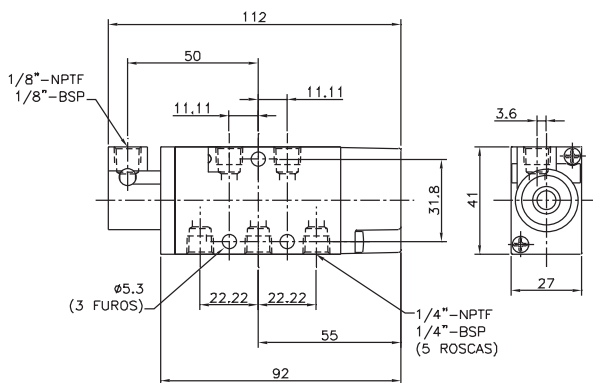 112
50
1/8"-NPTF
1/8"-BSP
11.11
11.11
3.6
31.8
41
ø5.3
(3 FUROS)
22.22
22.22
1/4"-NPTF
1/4"-BSP
(5 ROSCAS)
27
55
92